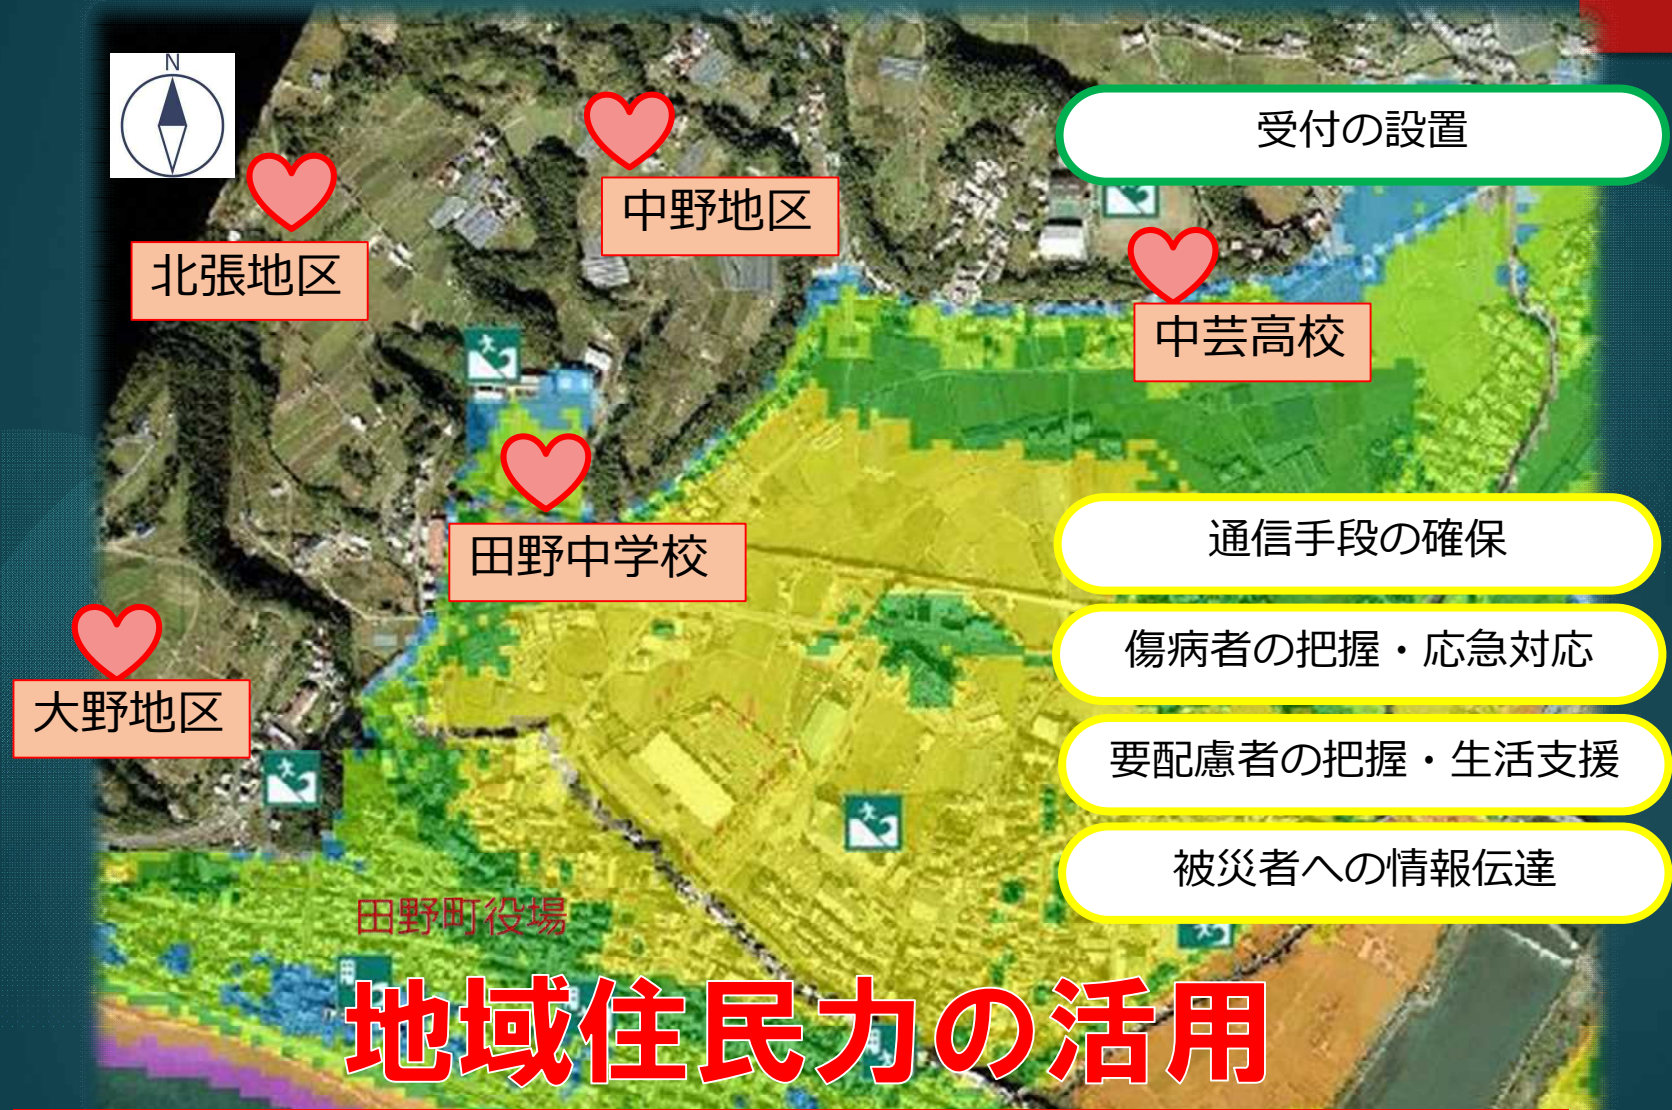 N
受付の設置
中野地区
北張地区
中芸高校
通信手段の確保
田野中学校
傷病者の把握・応急対応
大野地区
要配慮者の把握・生活支援
被災者への情報伝達
田野町役場
地域住民力の活用